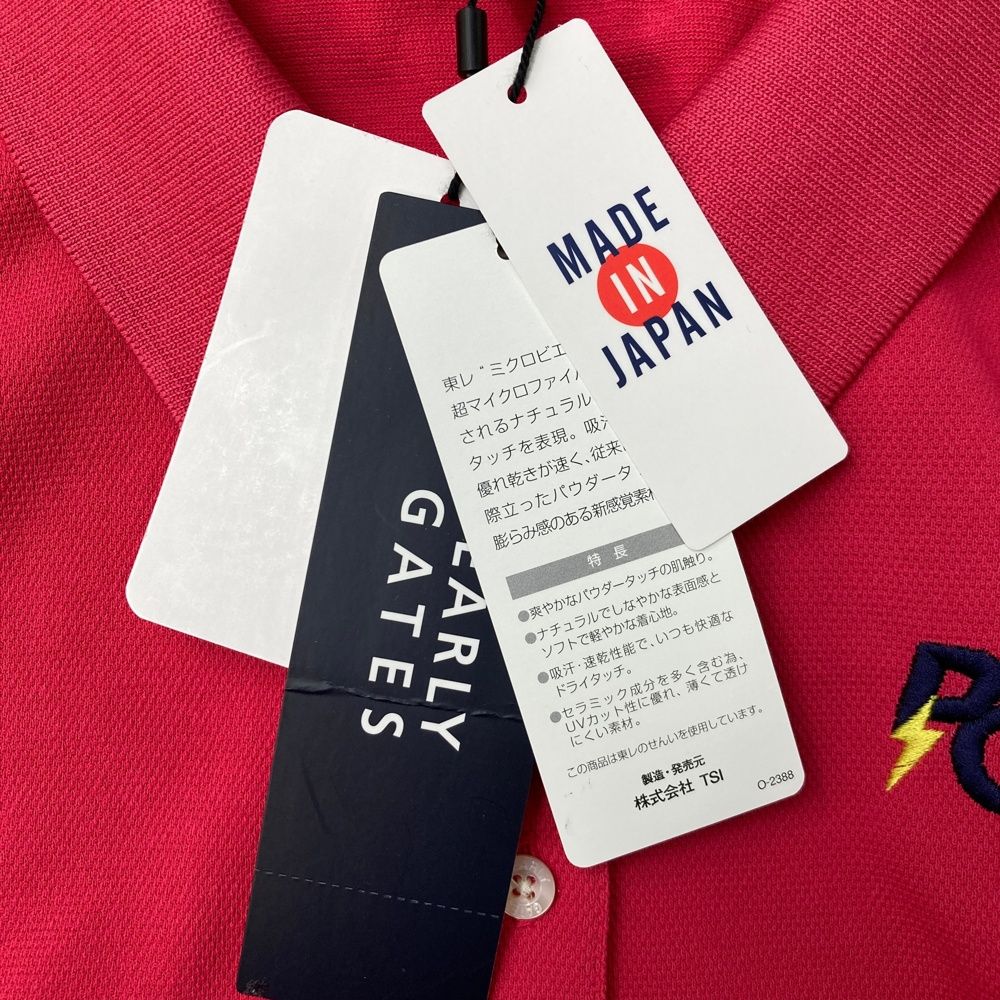 MADE
IN
JAPAN
EARLY
GATES
東レ“ミクロビエ
超マイクロファイ
されるナチュラル
タッチを表現。吸
優れ乾きが速く、従来
際立ったパウダータ
膨らみ感のある新感覚素材
特長
●爽やかなパウダータッチの肌触り。
●ナチュラルでしなやかな表面感と
ソフトで軽やかな着心地。
●吸汗・速乾性能で、いつも快適な
ドライタッチ。
●セラミック成分を多く含む為、
UVカット性に優れ、薄くて透け
にくい素材。
この商品は東レのせんいを使用しています。
製造・発売元
株式会社 TSI
O-2388
PG